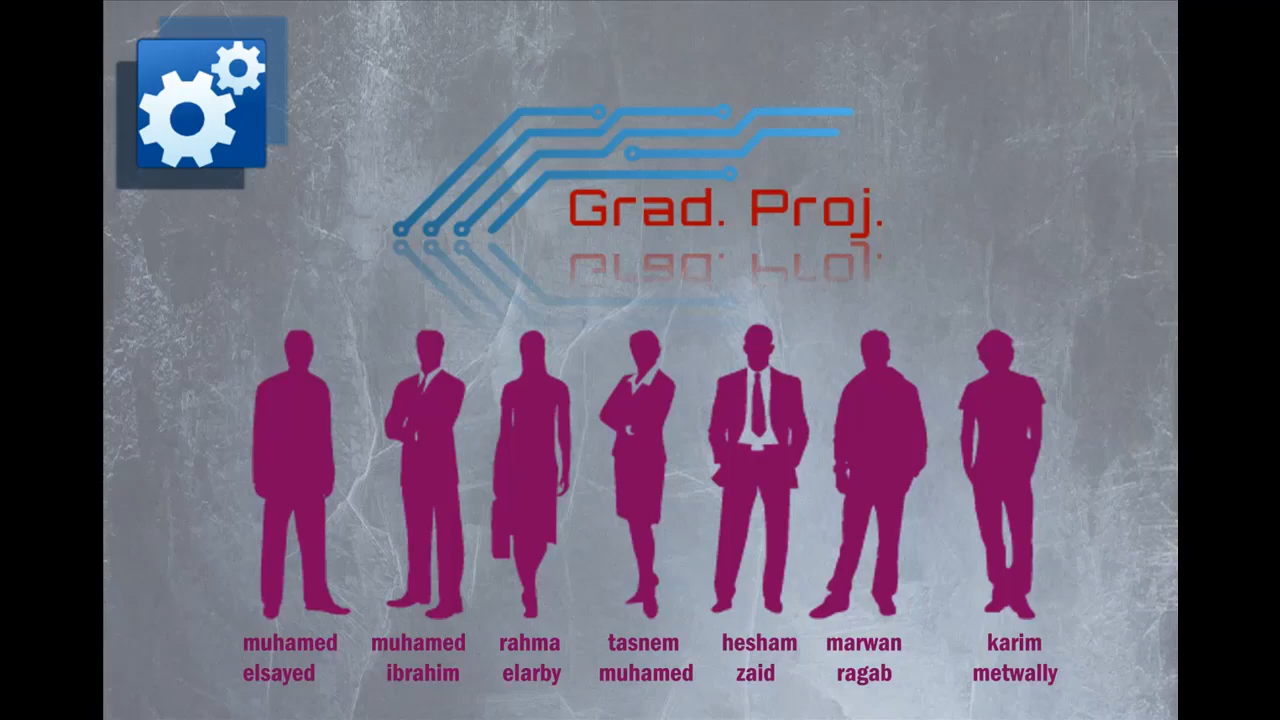 Grad. Proj.
muhamed muhamed rahma tasnem hesham marwan karim
elsayed ibrahim elarby muhamed zaid ragab metwally